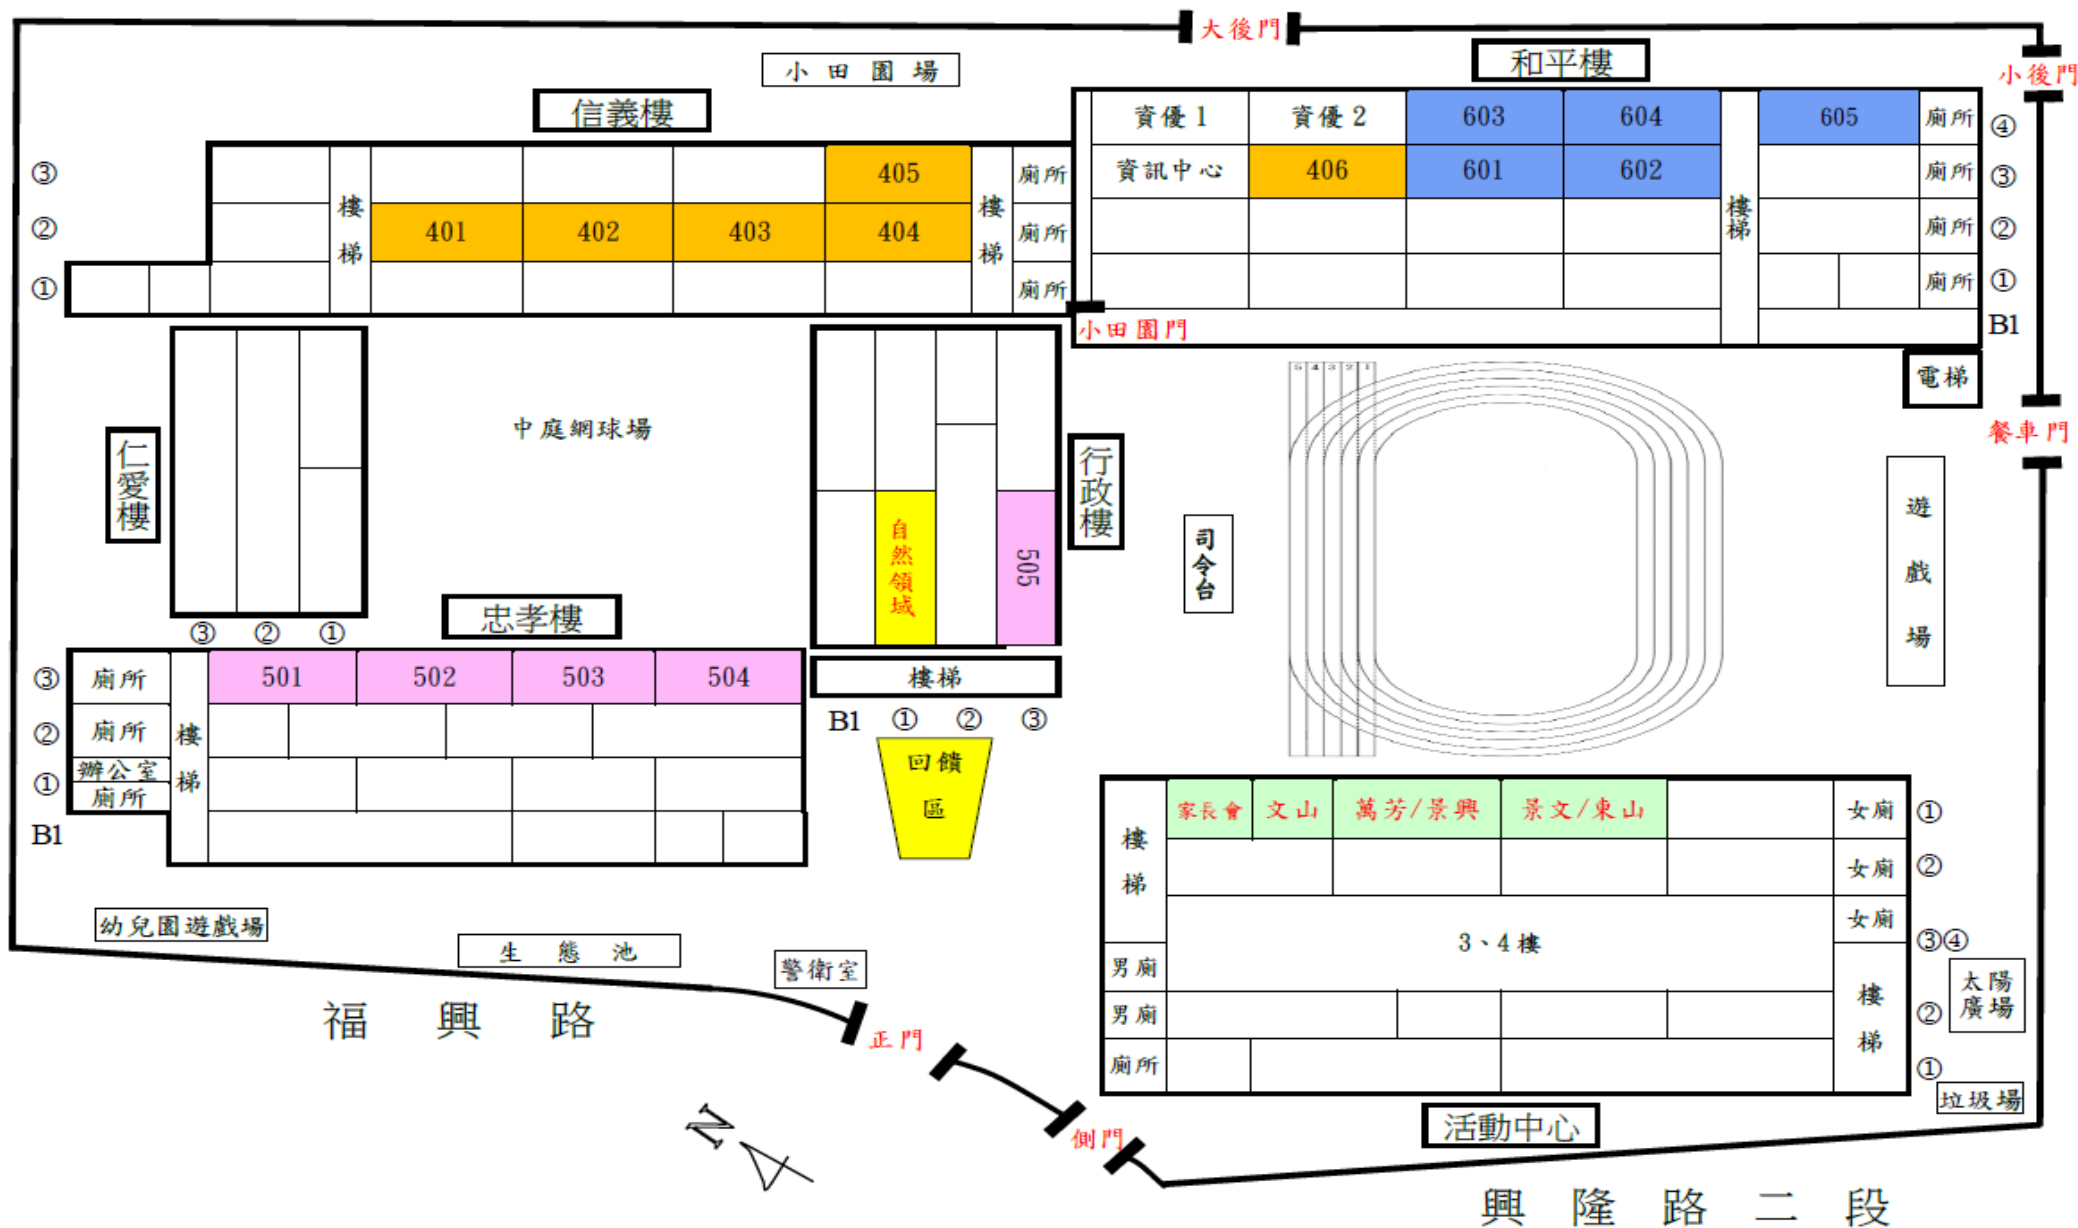 大後門
小田園場
和平樓
小後門
信義樓
資優 1
資優 2
603
604
605
廁所
④
③
405
廁所
資訊中心
406
601
602
廁所
③
樓梯
樓梯
樓梯
②
401
402
403
404
廁所
廁所
②
①
廁所
廁所
①
小田園門
B1
5 4 3 2 1
電梯
中庭網球場
餐車門
仁愛樓
行政樓
自然領域
505
司令台
遊戲場
忠孝樓
③ ② ①
③
廁所
501
502
503
504
樓梯
②
廁所
樓梯
B1 ① ② ③
辦公室
①
廁所
回饋區
B1
家長會
文山
萬芳/景興
景文/東山
女廁
①
樓梯
女廁
②
女廁
3、4 樓
③④
幼兒園遊戲場
生態池
警衛室
男廁
太陽廣場
男廁
樓梯
②
福興路
正門
廁所
①
垃圾場
N
側門
活動中心
興隆路二段